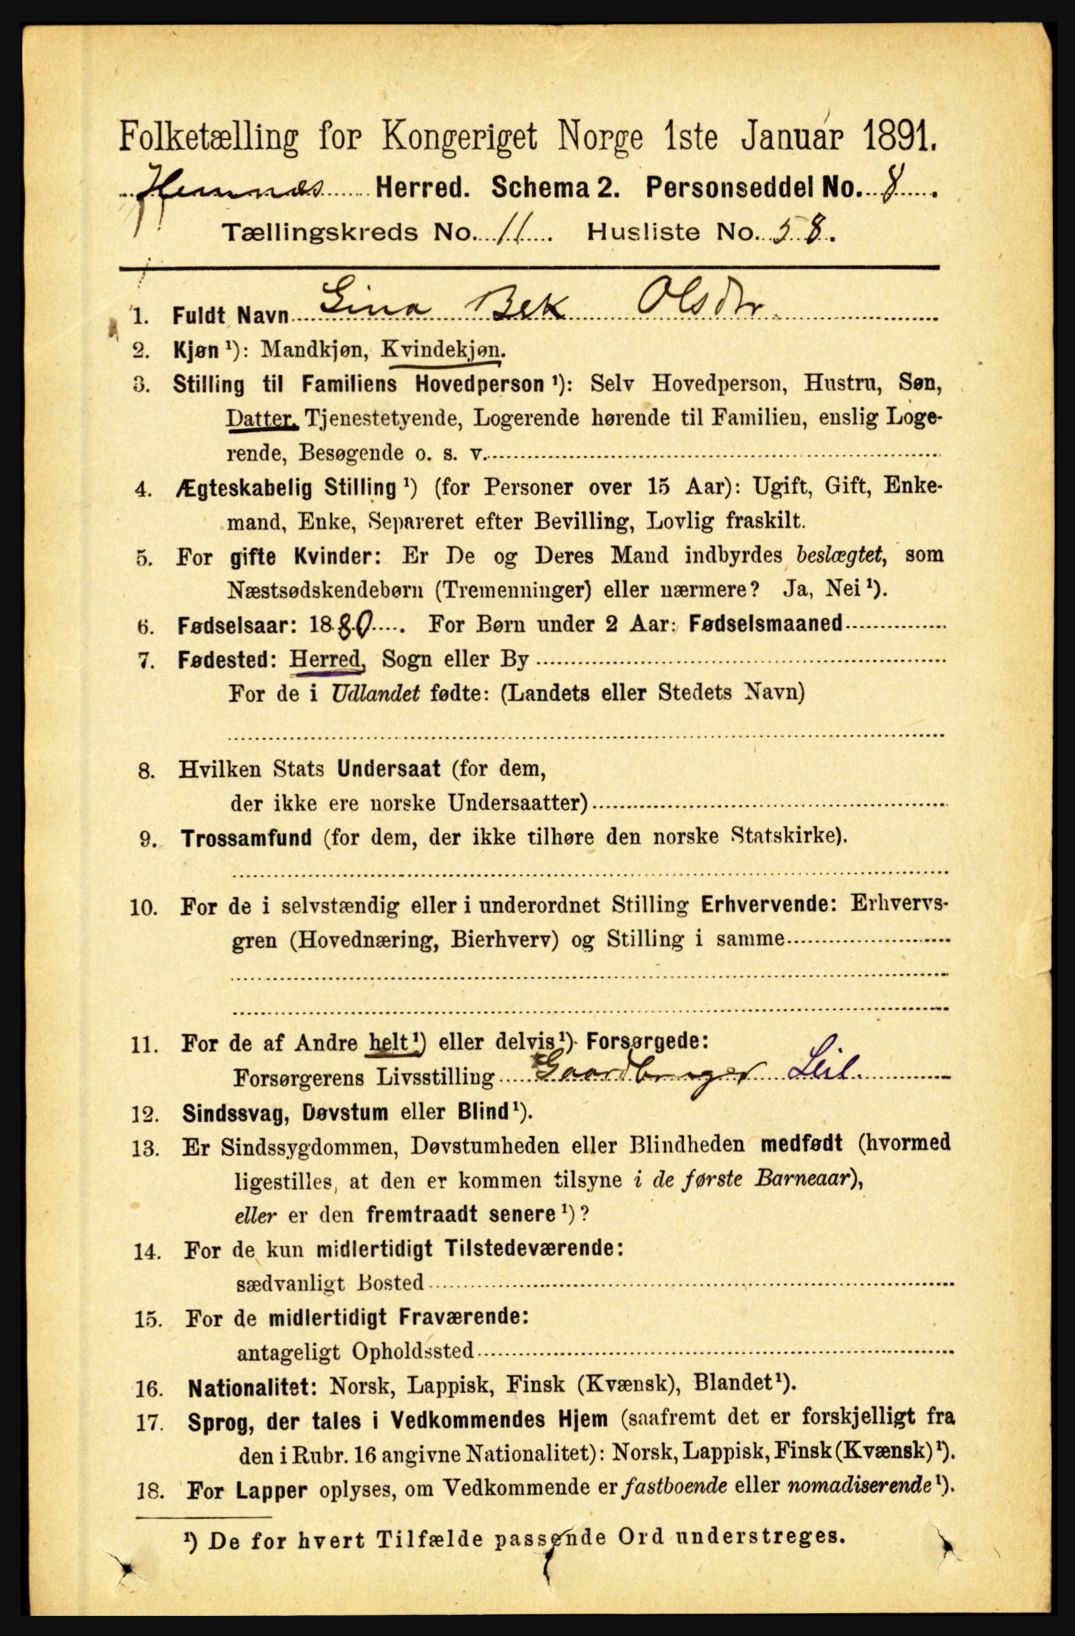 Folketælling for Kongeriget Norge 1ste Januar 1891.
Hemnæs Herred. Schema 2. Personseddel No. 8.
Tællingskreds No. 11. Husliste No. 58.
1. Fuldt Navn Gina Bek Olsdtr
2. Kjøn ¹): Mandkjøn, Kvindekjøn.
3. Stilling til Familiens Hovedperson ¹): Selv Hovedperson, Hustru, Søn,
Datter, Tjenestetyende, Logerende hørende til Familien, enslig Loge-
rende, Besøgende o. s. v.
4. Ægteskabelig Stilling ¹) (for Personer over 15 Aar): Ugift, Gift, Enke-
mand, Enke, Separeret efter Bevilling, Lovlig fraskilt.
5. For gifte Kvinder: Er De og Deres Mand indbyrdes beslægtet, som
Næstsødskendebørn (Tremenninger) eller nærmere? Ja, Nei ¹).
6. Fødselsaar: 1880. For Børn under 2 Aar: Fødselsmaaned
7. Fødested: Herred, Sogn eller By
For de i Udlandet fødte: (Landets eller Stedets Navn)
8. Hvilken Stats Undersaat (for dem,
der ikke ere norske Undersaatter)
9. Trossamfund (for dem, der ikke tilhøre den norske Statskirke).
10. For de i selvstændig eller i underordnet Stilling Erhvervende: Erhvervs-
gren (Hovednæring, Bierhverv) og Stilling i samme
11. For de af Andre helt ¹) eller delvis ¹) Forsørgede:
Forsørgerens Livsstilling Gaardbruger Leil.
12. Sindssvag, Døvstum eller Blind ¹).
13. Er Sindssygdommen, Døvstumheden eller Blindheden medfødt (hvormed
ligestilles, at den er kommen tilsyne i de første Barneaar),
eller er den fremtraadt senere ¹)?
14. For de kun midlertidigt Tilstedeværende:
sædvanligt Bosted
15. For de midlertidigt Fraværende:
antageligt Opholdssted
16. Nationalitet: Norsk, Lappisk, Finsk (Kvænsk), Blandet ¹).
17. Sprog, der tales i Vedkommendes Hjem (saafremt det er forskjelligt fra
den i Rubr. 16 angivne Nationalitet): Norsk, Lappisk, Finsk (Kvænsk) ¹).
18. For Lapper oplyses, om Vedkommende er fastboende eller nomadiserende ¹).
¹) De for hvert Tilfælde passende Ord understreges.